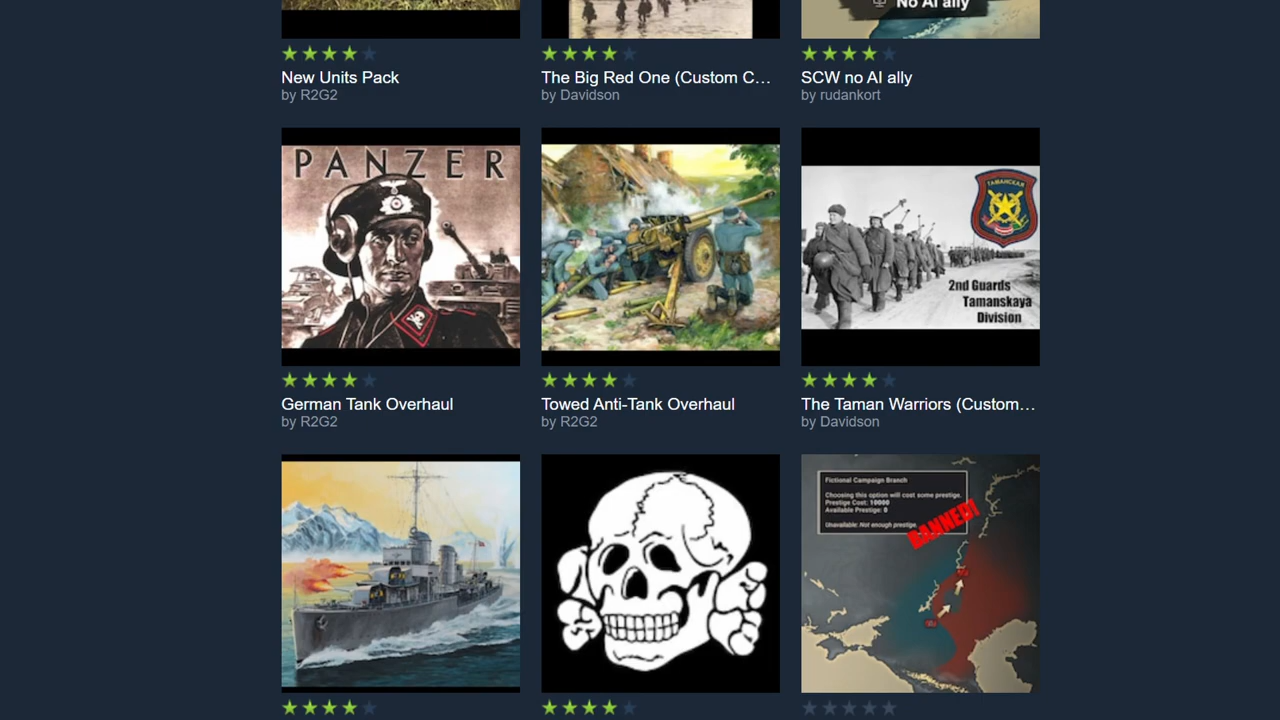 No AI ally
New Units Pack
by R2G2
The Big Red One (Custom C...
by Davidson
SCW no AI ally
by rudankort
PANZER
ТАМАНСКАЯ
2nd Guards
Tamanskaya
Division
German Tank Overhaul
by R2G2
Towed Anti-Tank Overhaul
by R2G2
The Taman Warriors (Custom...
by Davidson
Fictional Campaign Branch
Choosing this option will cost some prestige.
Prestige Cost: 10000
Available Prestige: 0
Unavailable: Not enough prestige.
BANNED!